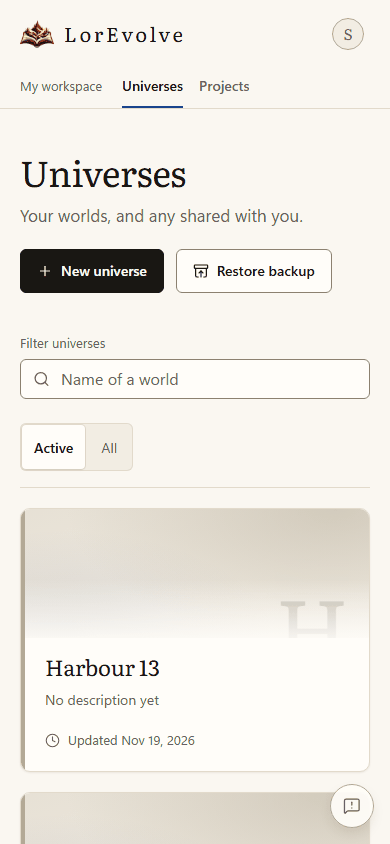 LorEvolve
S
My workspace Universes Projects
Universes
Your worlds, and any shared with you.
New universe Restore backup
Filter universes
Name of a world
Active All
H
Harbour 13
No description yet
Updated Nov 19, 2026